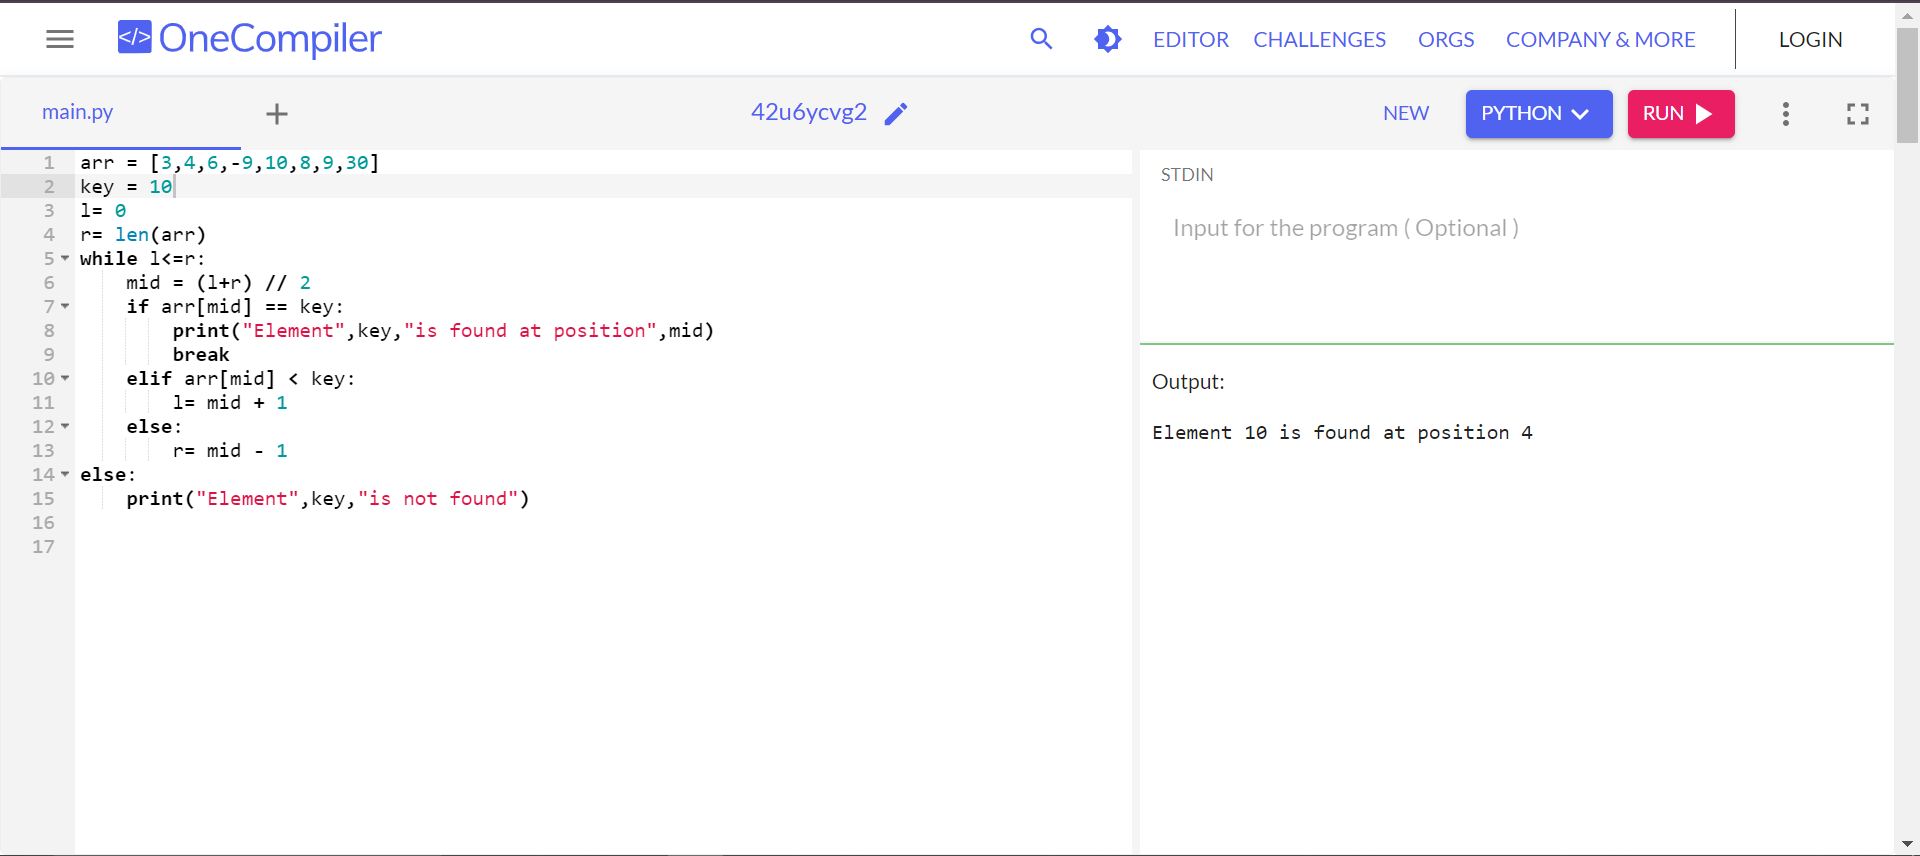 </> OneCompiler
EDITOR CHALLENGES ORGS COMPANY & MORE LOGIN
main.py + 42u6ycvg2 NEW PYTHON RUN
1 arr = [3,4,6,-9,10,8,9,30]
2 key = 10
3 l= 0
4 r= len(arr)
5 while l<=r:
6     mid = (l+r) // 2
7     if arr[mid] == key:
8         print("Element",key,"is found at position",mid)
9         break
10     elif arr[mid] < key:
11         l= mid + 1
12     else:
13         r= mid - 1
14 else:
15     print("Element",key,"is not found")
16
17
STDIN
Input for the program ( Optional )
Output:
Element 10 is found at position 4